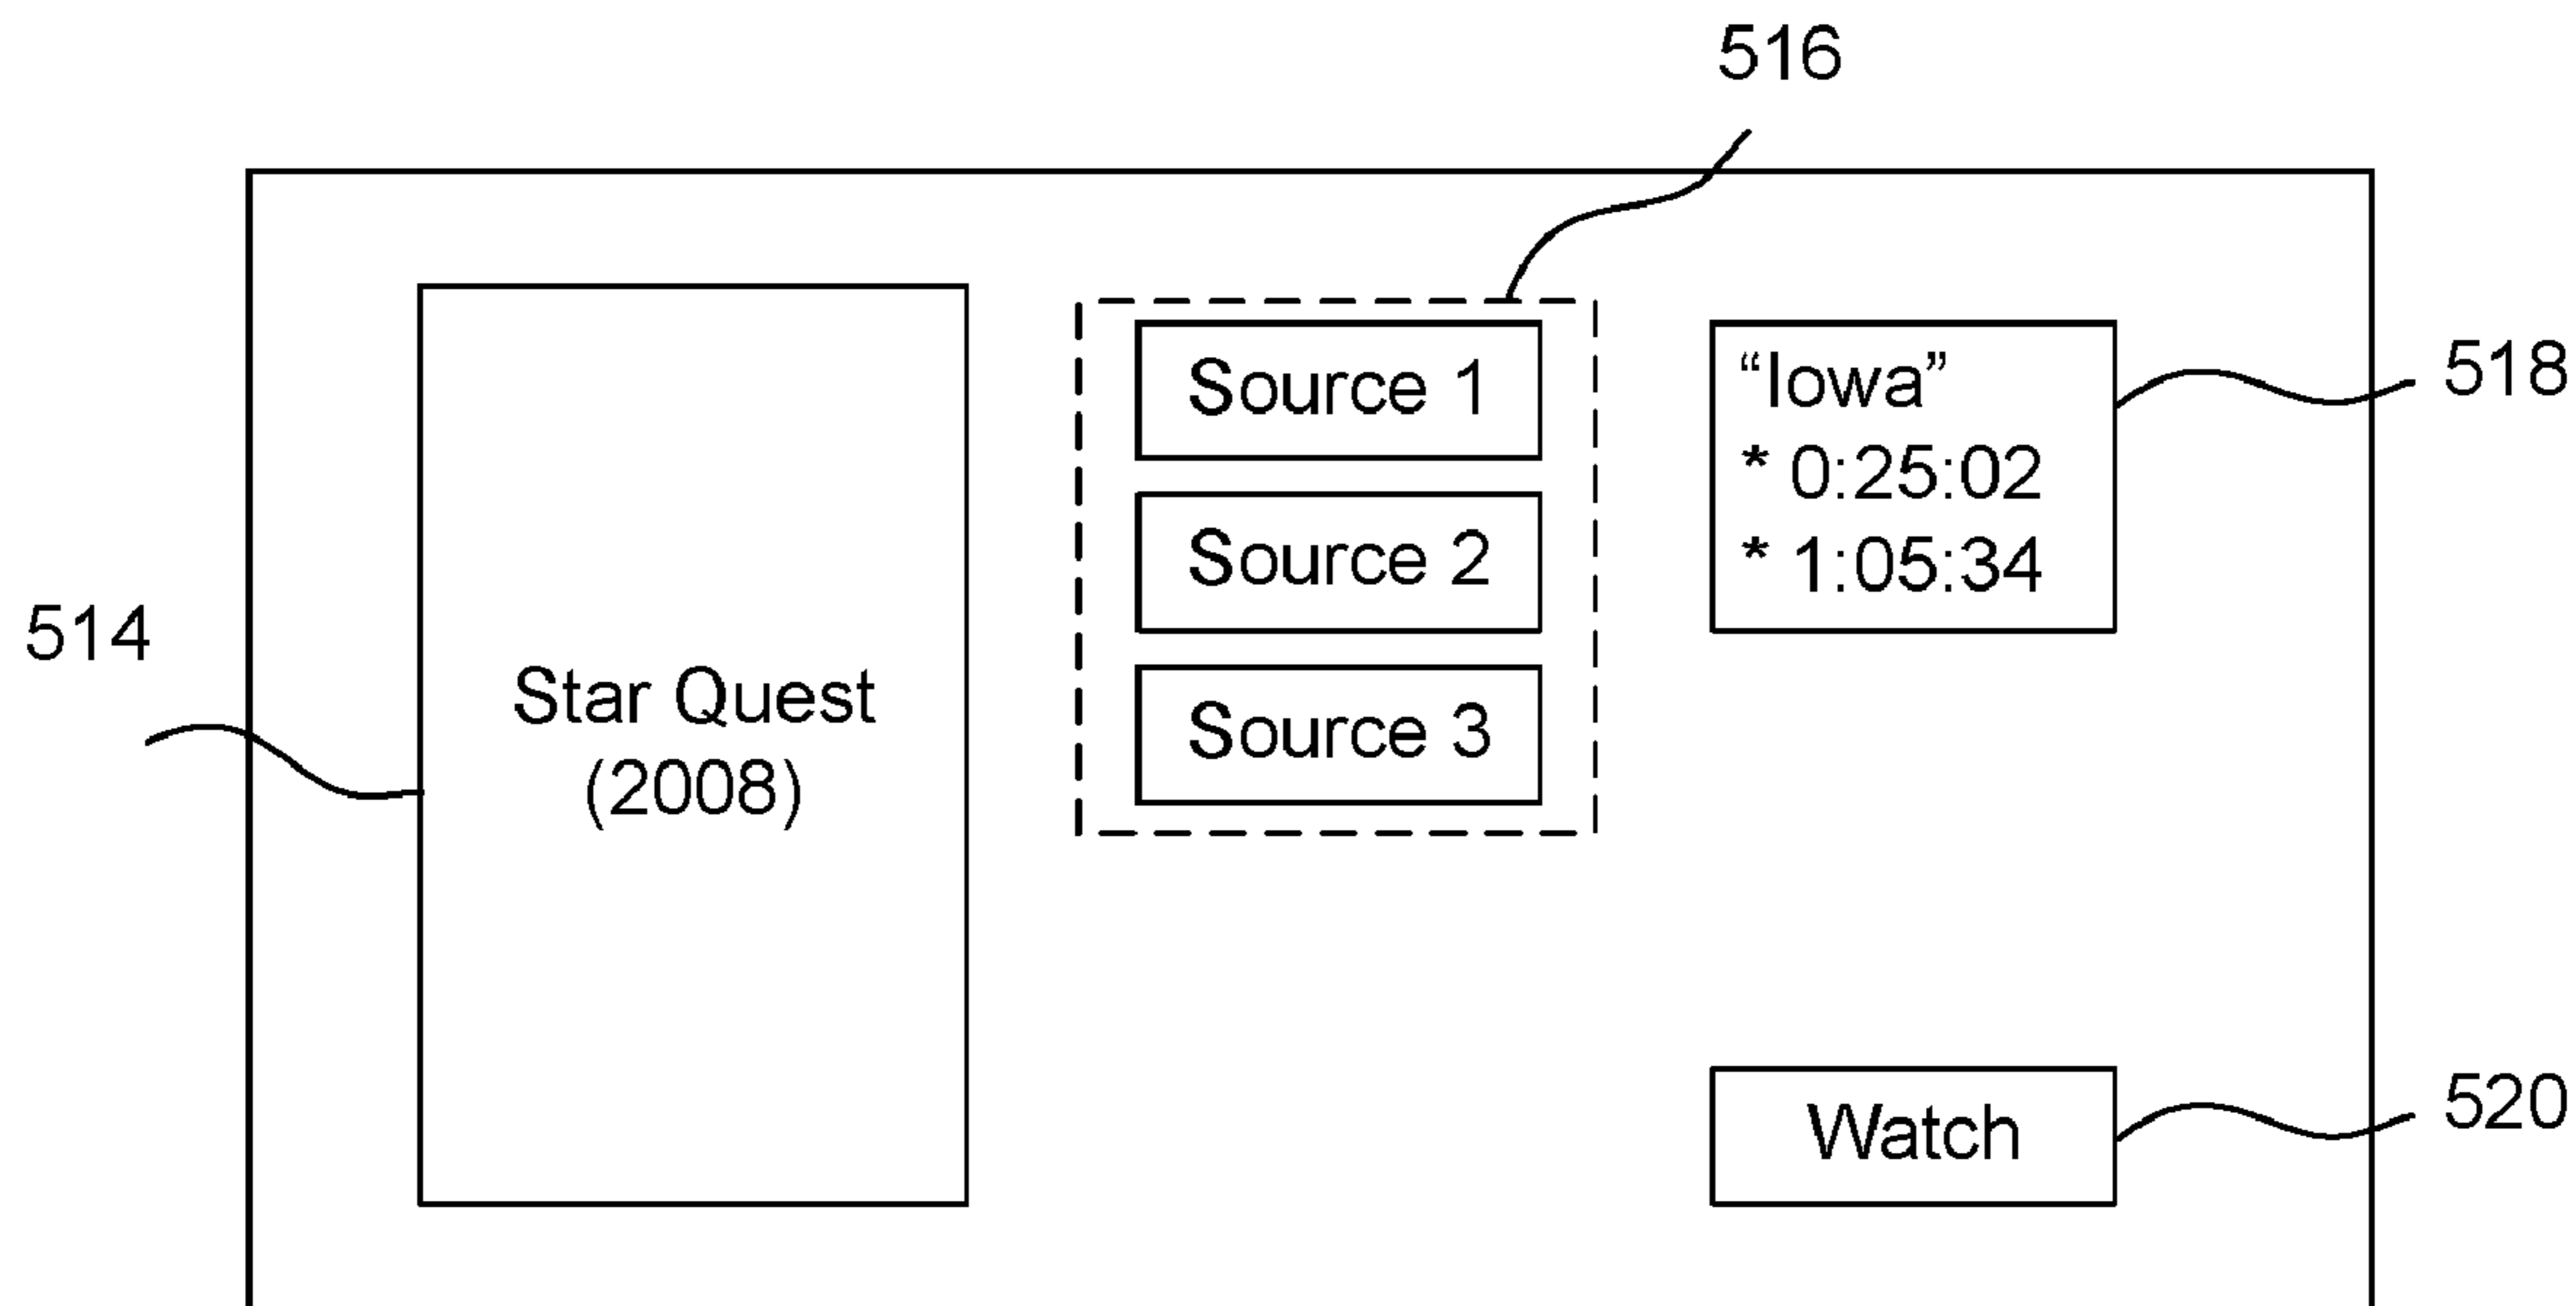 516
514
Star Quest
(2008)
Source 1
Source 2
Source 3
“Iowa”
* 0:25:02
* 1:05:34
518
Watch
520